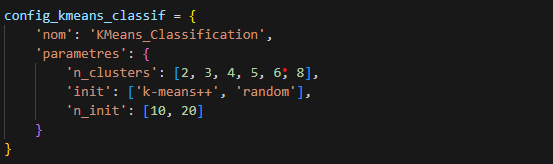 config_kmeans_classif = {
    'nom': 'KMeans_Classification',
    'parametres': {
        'n_clusters': [2, 3, 4, 5, 6, 8],
        'init': ['k-means++', 'random'],
        'n_init': [10, 20]
    }
}